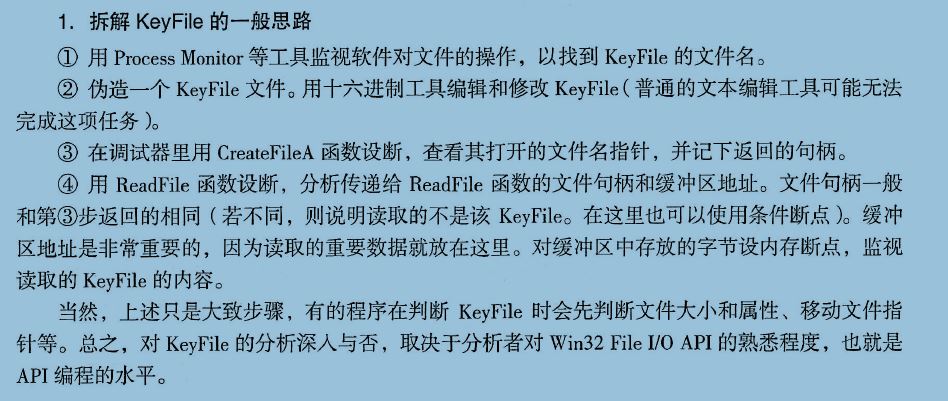 1. 拆解 KeyFile 的一般思路
① 用 Process Monitor 等工具监视软件对文件的操作，以找到 KeyFile 的文件名。
② 伪造一个 KeyFile 文件。用十六进制工具编辑和修改 KeyFile（普通的文本编辑工具可能无法
完成这项任务）。
③ 在调试器里用 CreateFileA 函数设断，查看其打开的文件名指针，并记下返回的句柄。
④ 用 ReadFile 函数设断，分析传递给 ReadFile 函数的文件句柄和缓冲区地址。文件句柄一般
和第③步返回的相同（若不同，则说明读取的不是该 KeyFile。在这里也可以使用条件断点）。缓冲
区地址是非常重要的，因为读取的重要数据就放在这里。对缓冲区中存放的字节设内存断点，监视
读取的 KeyFile 的内容。
当然，上述只是大致步骤，有的程序在判断 KeyFile 时会先判断文件大小和属性、移动文件指
针等。总之，对 KeyFile 的分析深入与否，取决于分析者对 Win32 File I/O API 的熟悉程度，也就是
API 编程的水平。